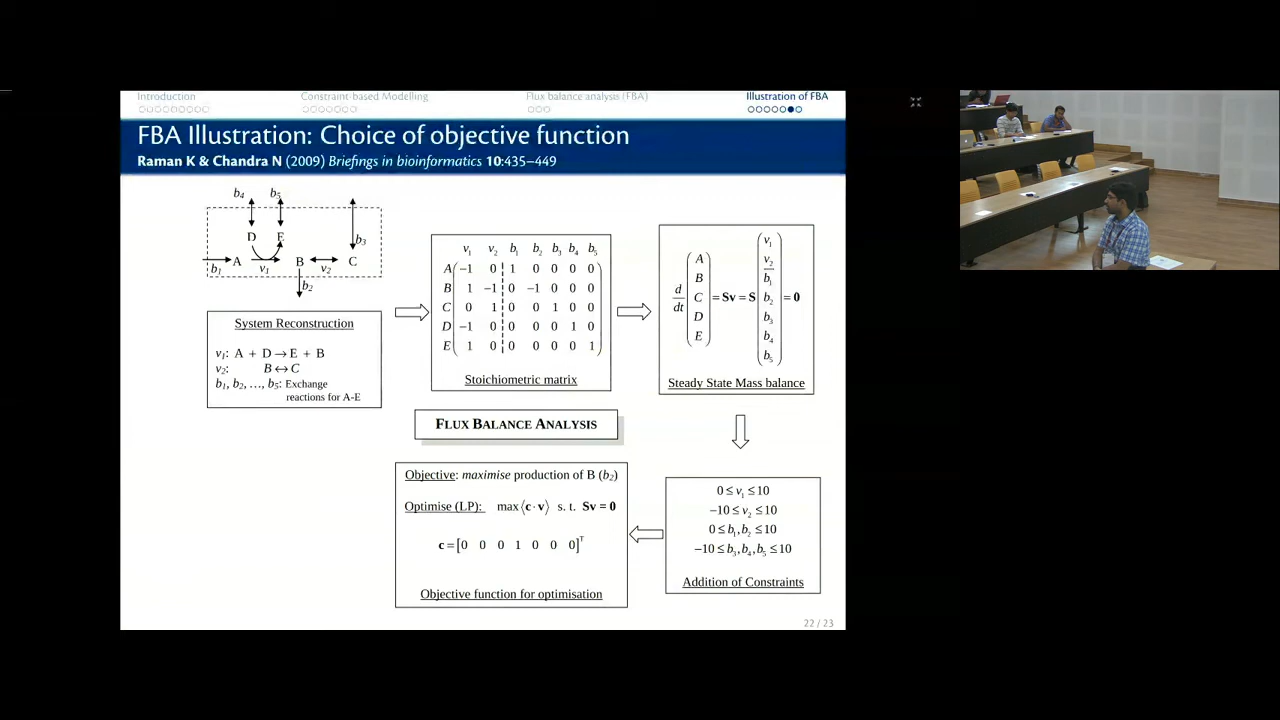 Introduction
Constraint-based Modelling
Flux balance analysis (FBA)
Illustration of FBA
FBA Illustration: Choice of objective function
Raman K & Chandra N (2009) Briefings in bioinformatics 10:435–449
b4 b5
D E
b3
b1 A v1 B v2 C
b2
System Reconstruction
v1: A + D → E + B
v2: B ↔ C
b1, b2, …, b5: Exchange
reactions for A-E
v1 v2 b1 b2 b3 b4 b5
A −1 0 1 0 0 0 0
B 1 −1 0 −1 0 0 0
C 0 1 0 0 1 0 0
D −1 0 0 0 0 1 0
E 1 0 0 0 0 0 1
Stoichiometric matrix
d/dt (A B C D E) = Sv = S (v1 v2 b1 b2 b3 b4 b5) = 0
Steady State Mass balance
FLUX BALANCE ANALYSIS
Objective: maximise production of B (b2)
Optimise (LP): max⟨c · v⟩ s. t. Sv = 0
c = [0 0 0 1 0 0 0]T
Objective function for optimisation
0 ≤ v1 ≤ 10
−10 ≤ v2 ≤ 10
0 ≤ b1, b2 ≤ 10
−10 ≤ b3, b4, b5 ≤ 10
Addition of Constraints
22 / 23